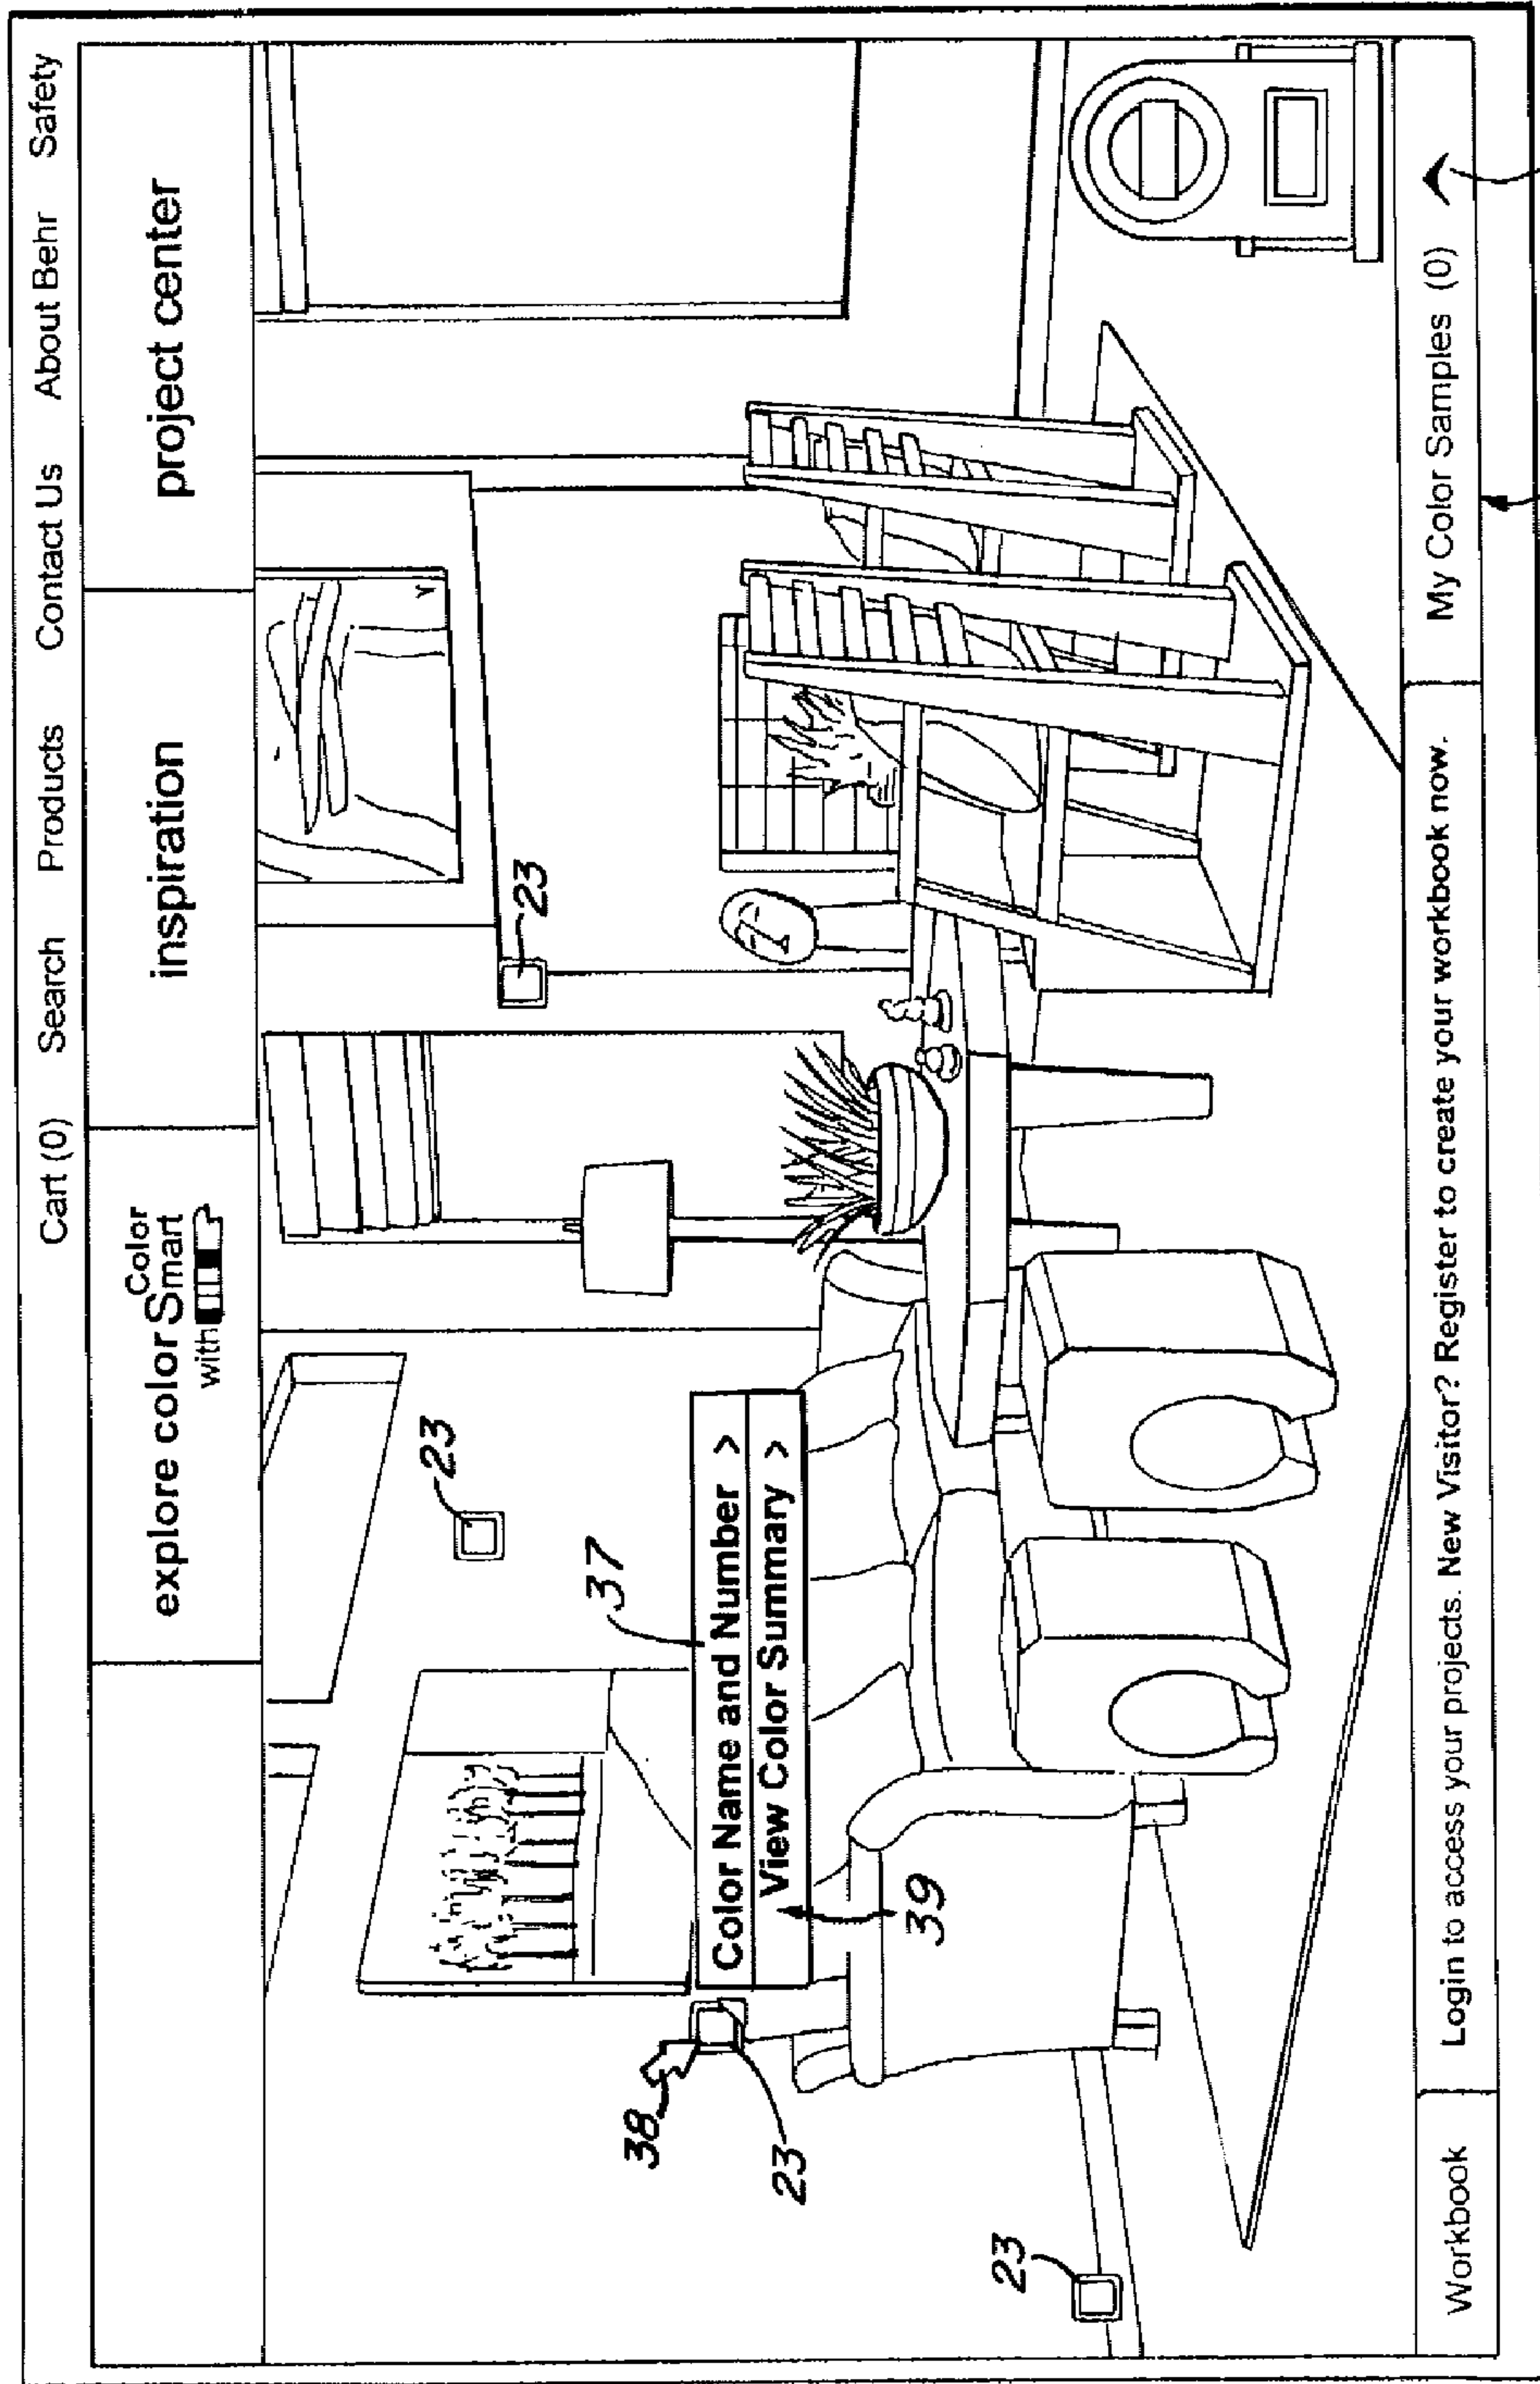 Cart (0) Search Products Contact Us About Behr Safety
explore color Color Smart
with
inspiration
project center
23
23
37
Color Name and Number >
View Color Summary >
38
23
39
23
Workbook
Login to access your projects. New Visitor? Register to create your workbook now.
My Color Samples (0)